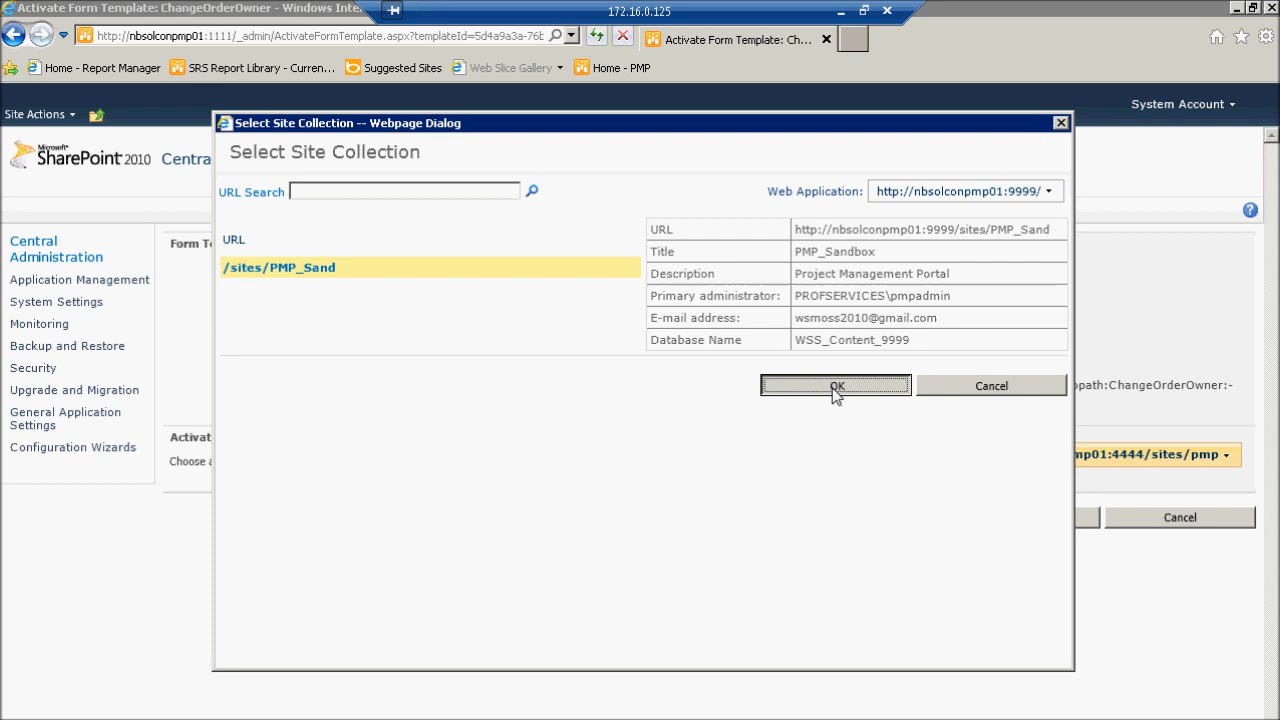 Activate Form Template: ChangeOrderOwner - Windows Inte
172.16.0.125
http://nbsolconpmp01:1111/_admin/ActivateFormTemplate.aspx?templateId=5d4a9a3a-76b
Activate Form Template: Ch...
Home - Report Manager
SRS Report Library - Curren...
Suggested Sites
Web Slice Gallery
Home - PMP
Site Actions
System Account
Microsoft
SharePoint 2010
Centra
Select Site Collection -- Webpage Dialog
Select Site Collection
URL Search
Web Application:
http://nbsolconpmp01:9999/
URL
/sites/PMP_Sand
URL http://nbsolconpmp01:9999/sites/PMP_Sand
Title PMP_Sandbox
Description Project Management Portal
Primary administrator: PROFSERVICES\pmpadmin
E-mail address: wsmoss2010@gmail.com
Database Name WSS_Content_9999
OK
Cancel
Central
Administration
Application Management
System Settings
Monitoring
Backup and Restore
Security
Upgrade and Migration
General Application
Settings
Configuration Wizards
Form Te
opath:ChangeOrderOwner:-
Activat
Choose a
mp01:4444/sites/pmp
Cancel